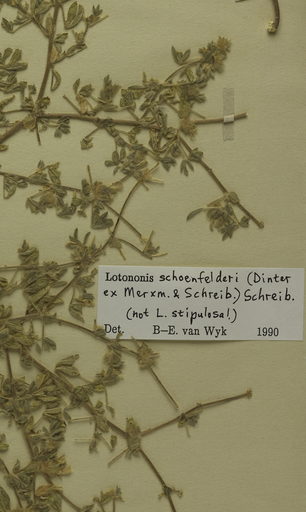 Lotononis schoenfelderi (Dinter
ex Merxm. & Schreib.) Schreib.
(not L. stipulosa!)
Det. B–E. van Wyk 1990